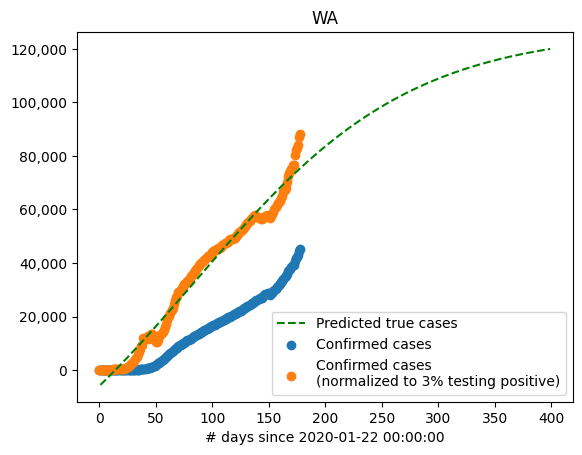 WA
120,000
100,000
80,000
60,000
40,000
20,000
0
Predicted true cases
Confirmed cases
Confirmed cases
(normalized to 3% testing positive)
0 50 100 150 200 250 300 350 400
# days since 2020-01-22 00:00:00